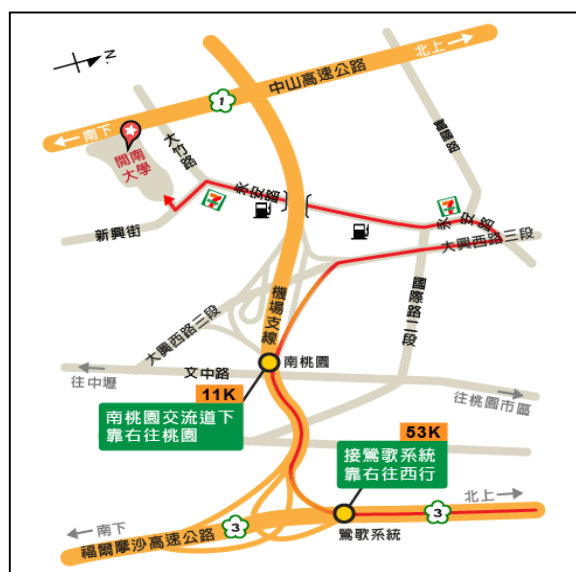 N
北上
中山高速公路
1
南下
開南
大學
大竹路
永安路
7
7
永安路
新興街
大興西路三段
國際路二段
大興西路三段
機場支線
南桃園
文中路
往中壢
往桃園市區
11K
南桃園交流道下
靠右往桃園
53K
接鶯歌系統
靠右往西行
北上
3
3
南下
福爾摩沙高速公路
鶯歌系統